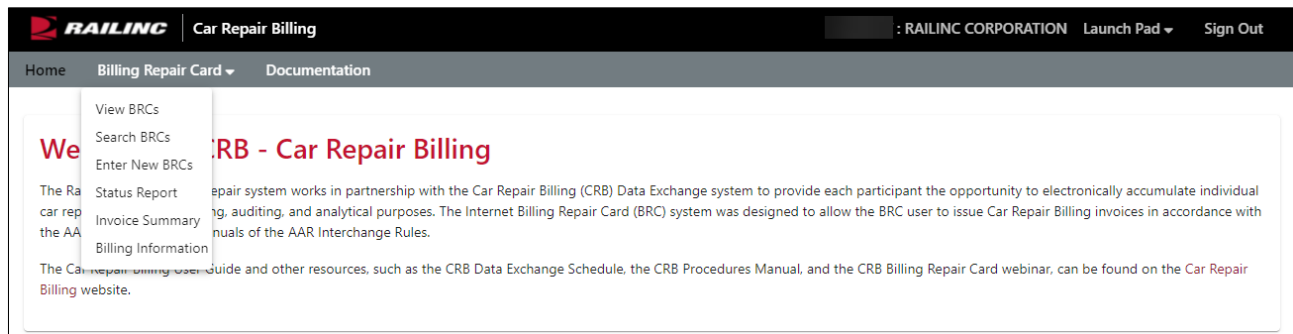 RAILINC Car Repair Billing : RAILINC CORPORATION Launch Pad Sign Out
Home Billing Repair Card Documentation
View BRCs
Search BRCs
Enter New BRCs
Status Report
Invoice Summary
Billing Information
We CRB - Car Repair Billing
The Ra epair system works in partnership with the Car Repair Billing (CRB) Data Exchange system to provide each participant the opportunity to electronically accumulate individual
car rep ng, auditing, and analytical purposes. The Internet Billing Repair Card (BRC) system was designed to allow the BRC user to issue Car Repair Billing invoices in accordance with
the AA nuals of the AAR Interchange Rules.
The Car Repair Billing User Guide and other resources, such as the CRB Data Exchange Schedule, the CRB Procedures Manual, and the CRB Billing Repair Card webinar, can be found on the Car Repair
Billing website.